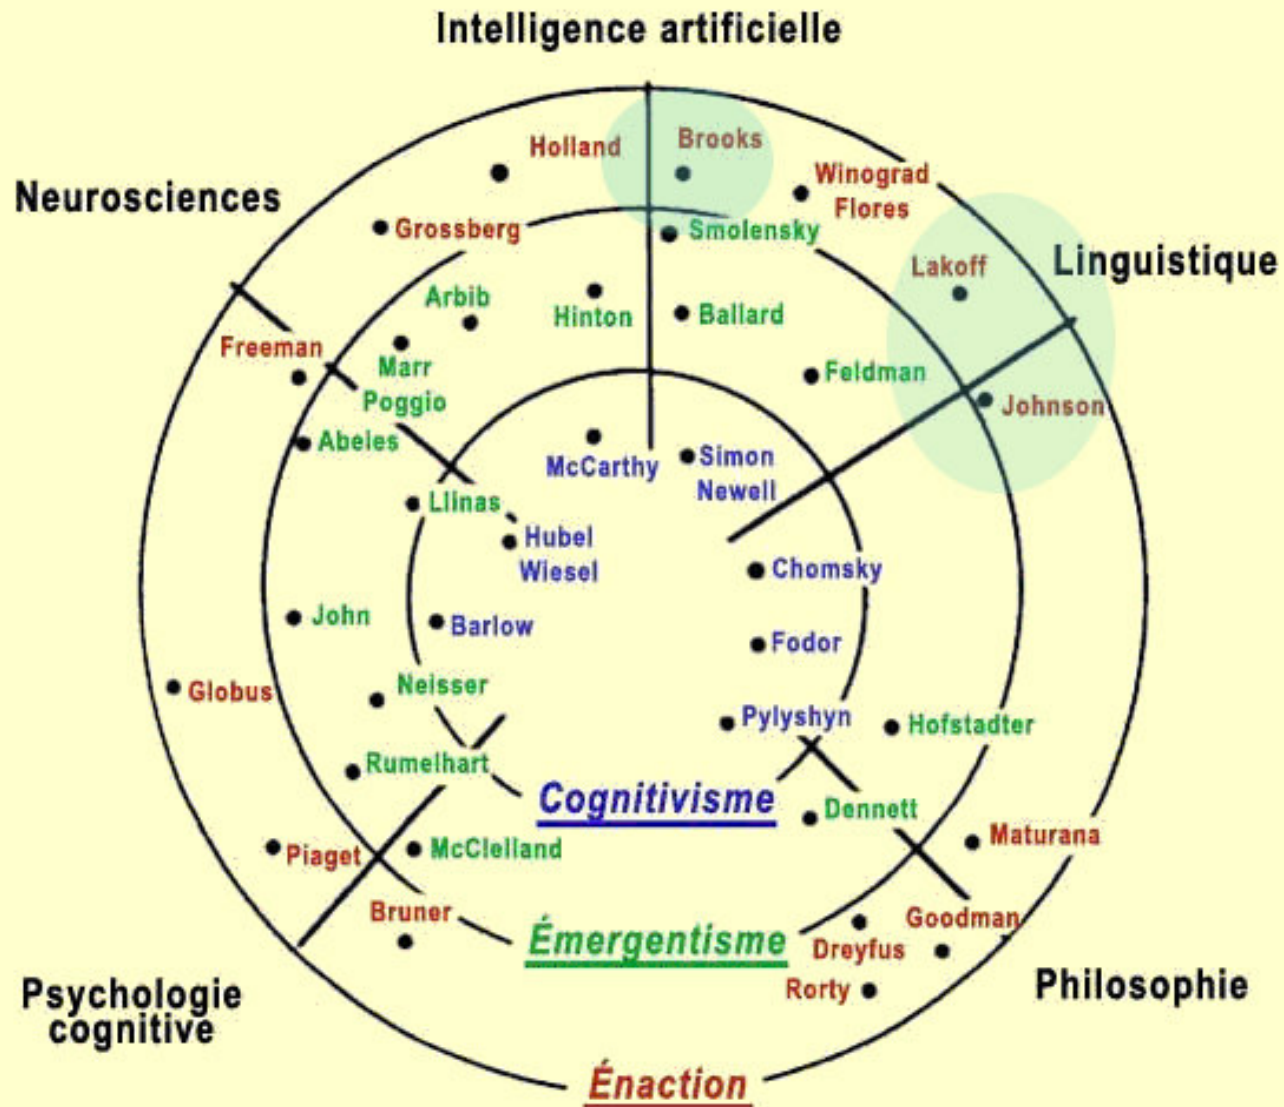 Intelligence artificielle
Holland
Brooks
Winograd
Flores
Neurosciences
Grossberg
Smolensky
Lakoff
Linguistique
Arbib
Hinton
Ballard
Freeman
Marr
Poggio
Feldman
Johnson
Abeles
McCarthy
Simon
Newell
Llinas
Hubel
Wiesel
Chomsky
John
Barlow
Fodor
Globus
Neisser
Pylyshyn
Hofstadter
Rumelhart
Cognitivisme
Dennett
Piaget
McClelland
Maturana
Bruner
Émergentisme
Goodman
Dreyfus
Rorty
Psychologie
cognitive
Philosophie
Énaction